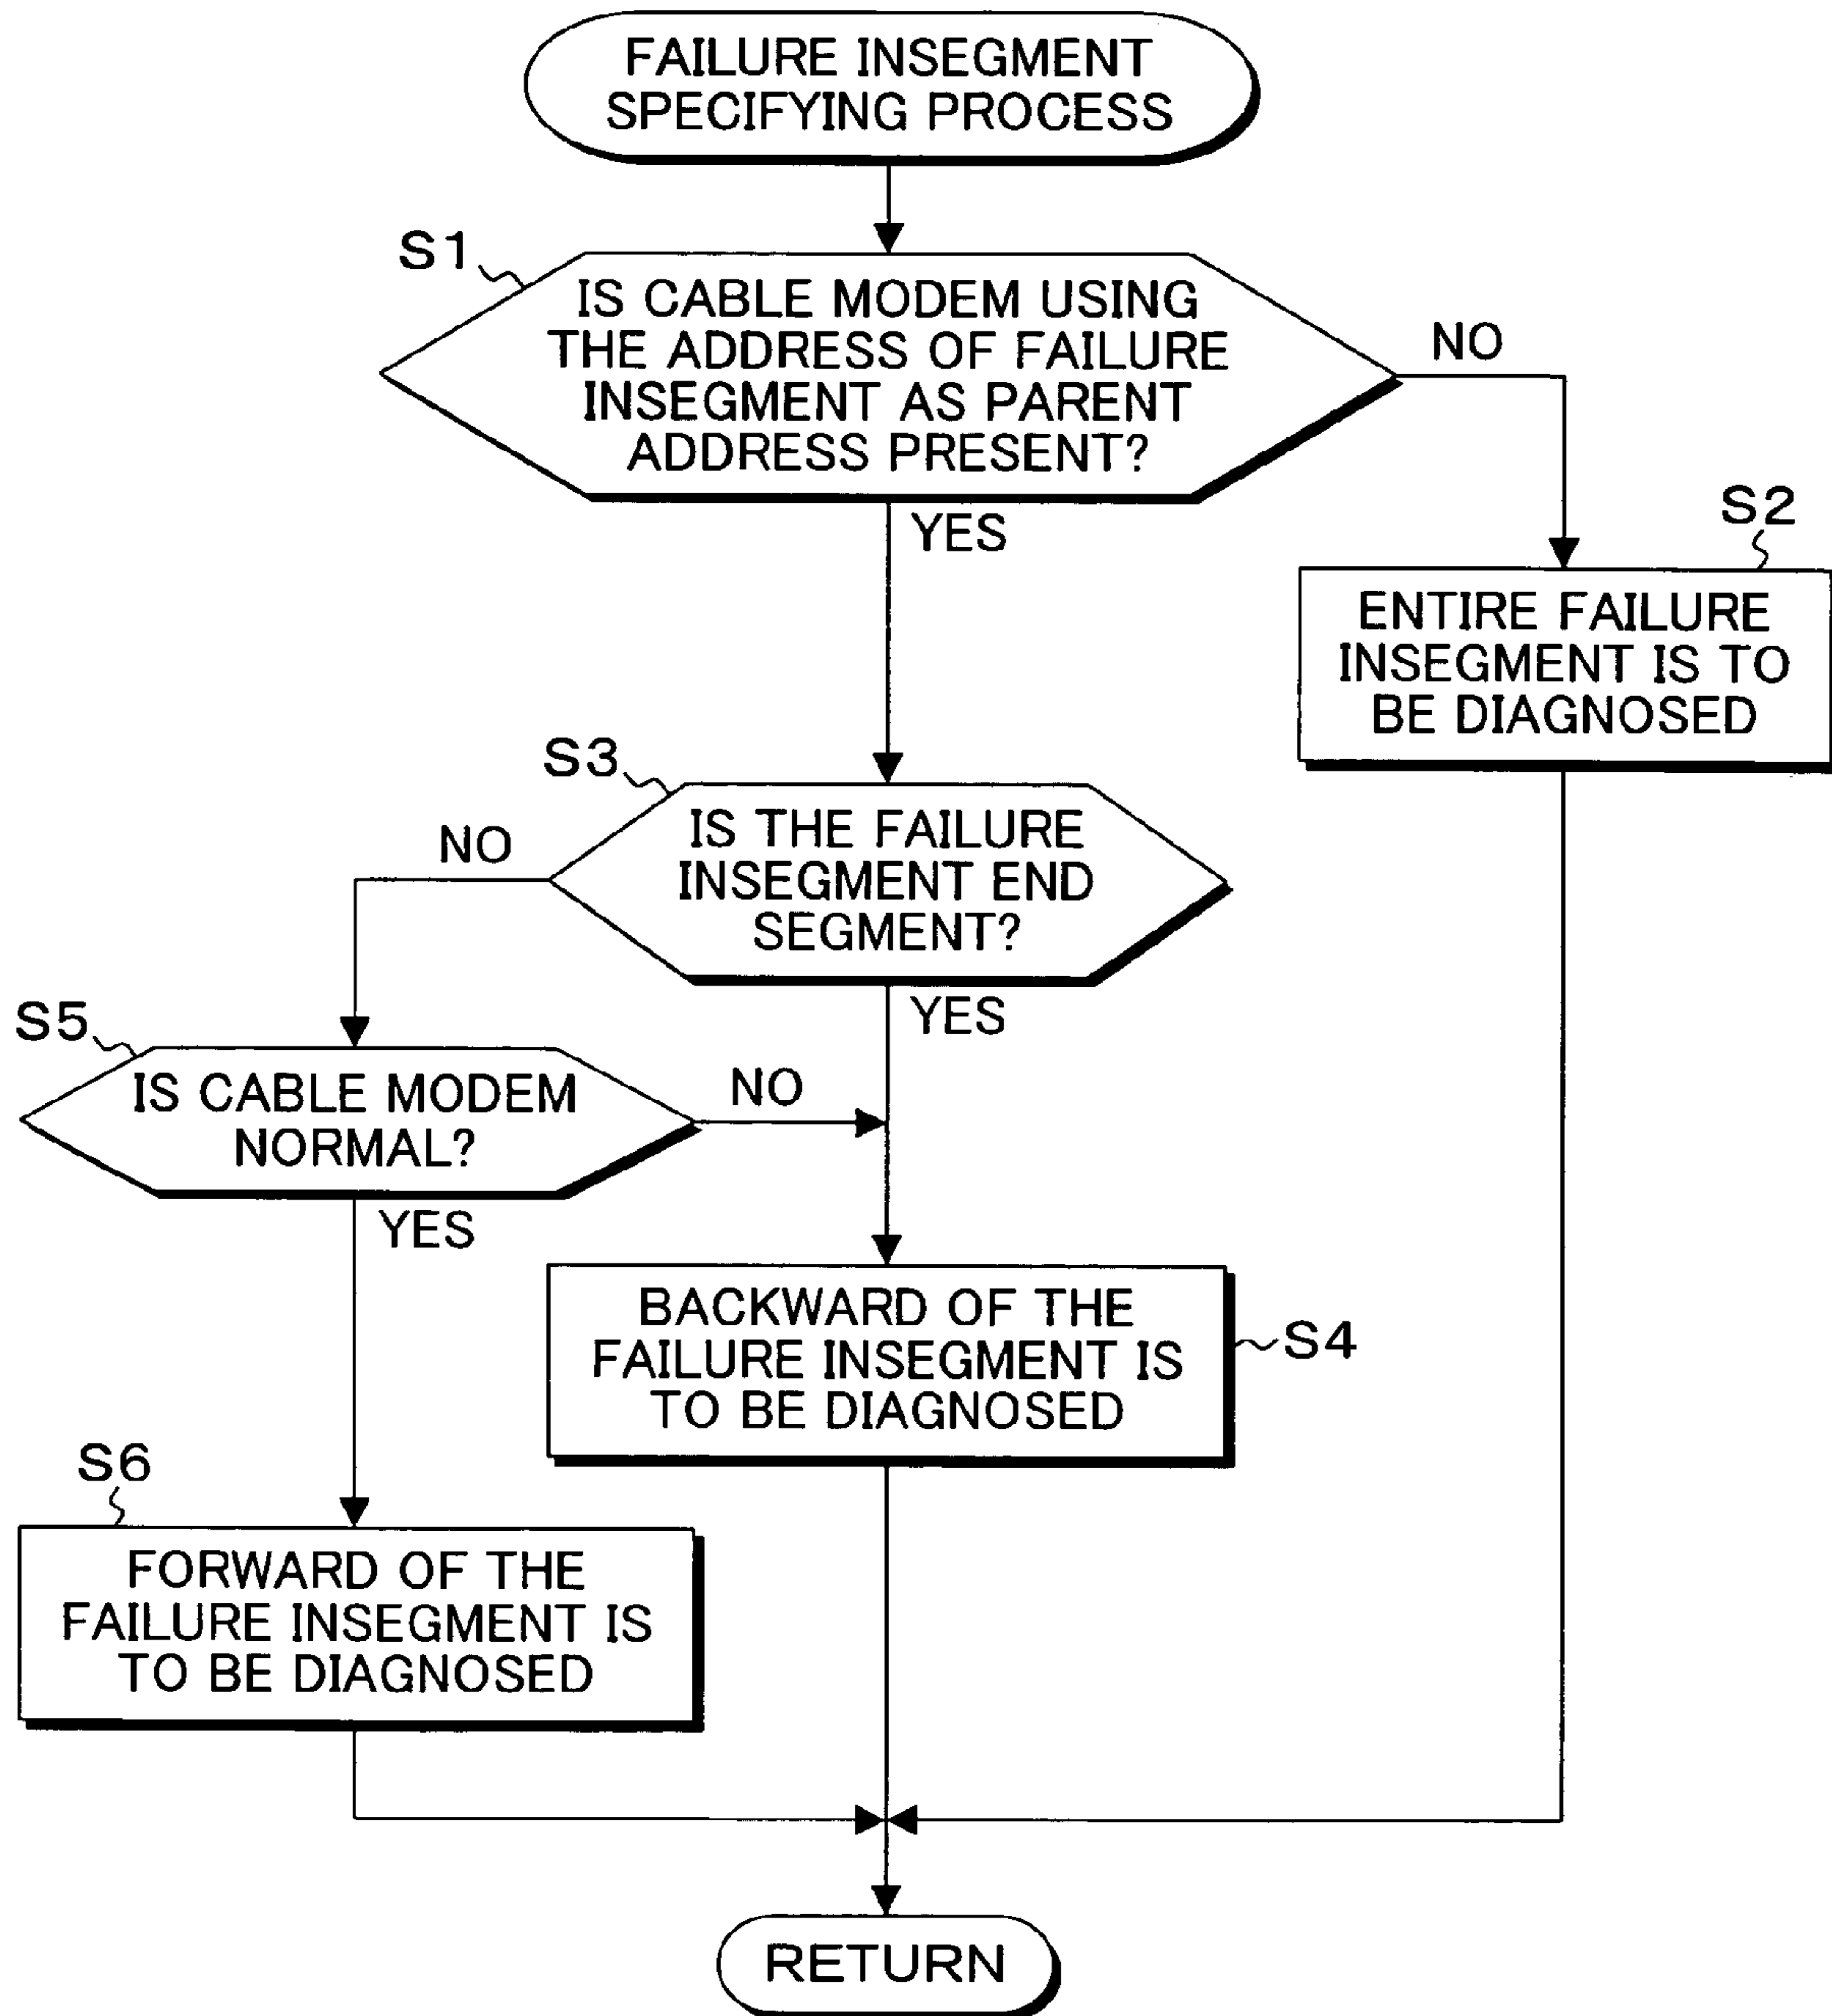 FAILURE INSEGMENT
SPECIFYING PROCESS
S1
IS CABLE MODEM USING
THE ADDRESS OF FAILURE
INSEGMENT AS PARENT
ADDRESS PRESENT?
NO
YES
S2
ENTIRE FAILURE
INSEGMENT IS TO
BE DIAGNOSED
S3
IS THE FAILURE
INSEGMENT END
SEGMENT?
NO
YES
S5
IS CABLE MODEM
NORMAL?
NO
YES
BACKWARD OF THE
FAILURE INSEGMENT IS
TO BE DIAGNOSED
S4
S6
FORWARD OF THE
FAILURE INSEGMENT IS
TO BE DIAGNOSED
RETURN